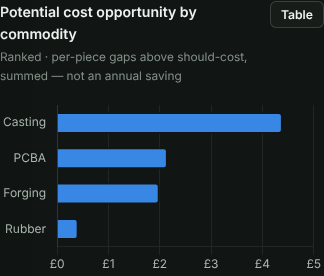 Potential cost opportunity by
commodity
Table
Ranked · per-piece gaps above should-cost,
summed — not an annual saving
Casting
PCBA
Forging
Rubber
£0 £1 £2 £3 £4 £5